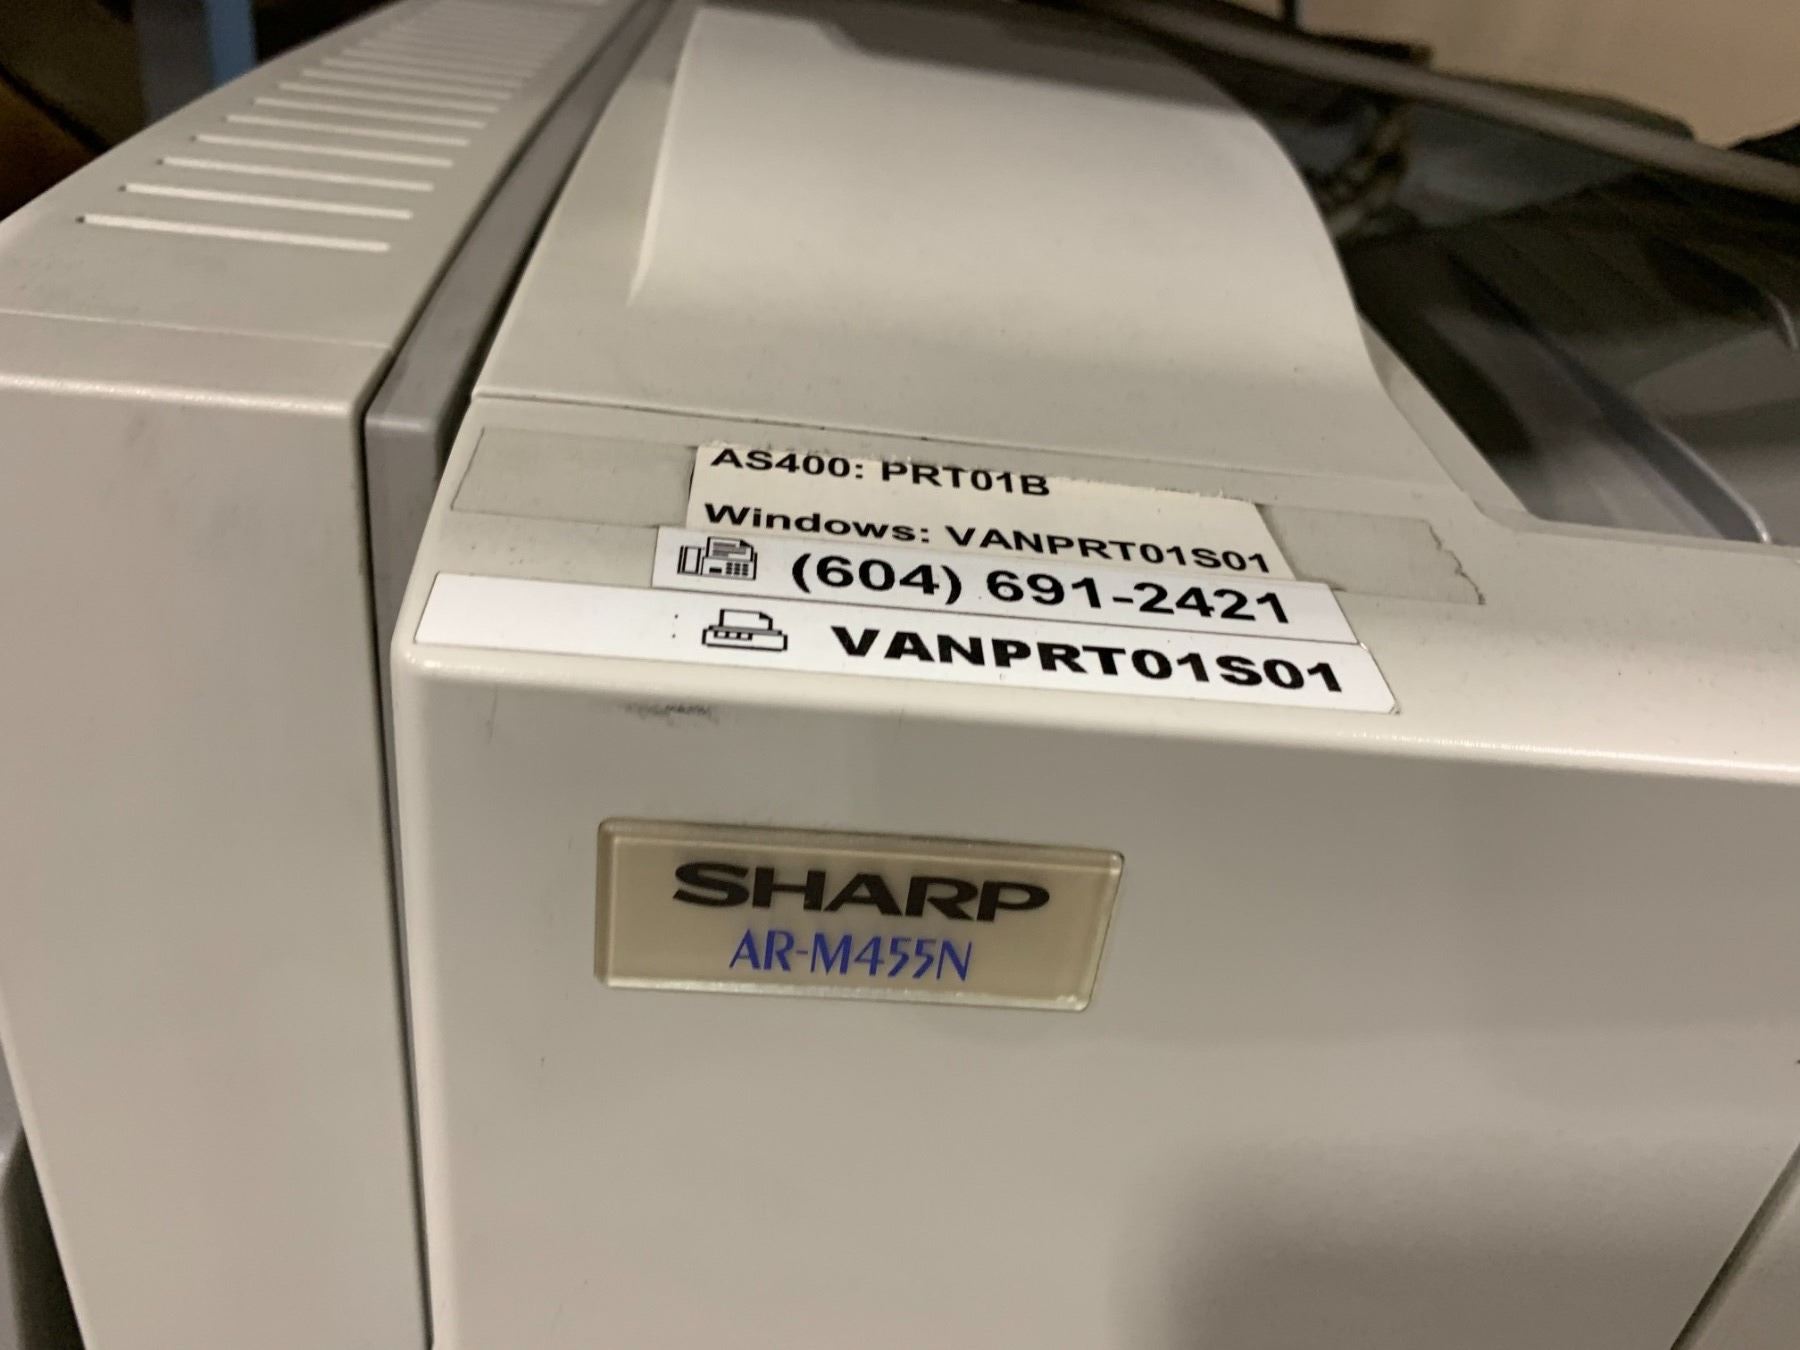 AS400: PRT01B
Windows: VANPRT01S01
(604) 691-2421
: VANPRT01S01
SHARP
AR-M455N